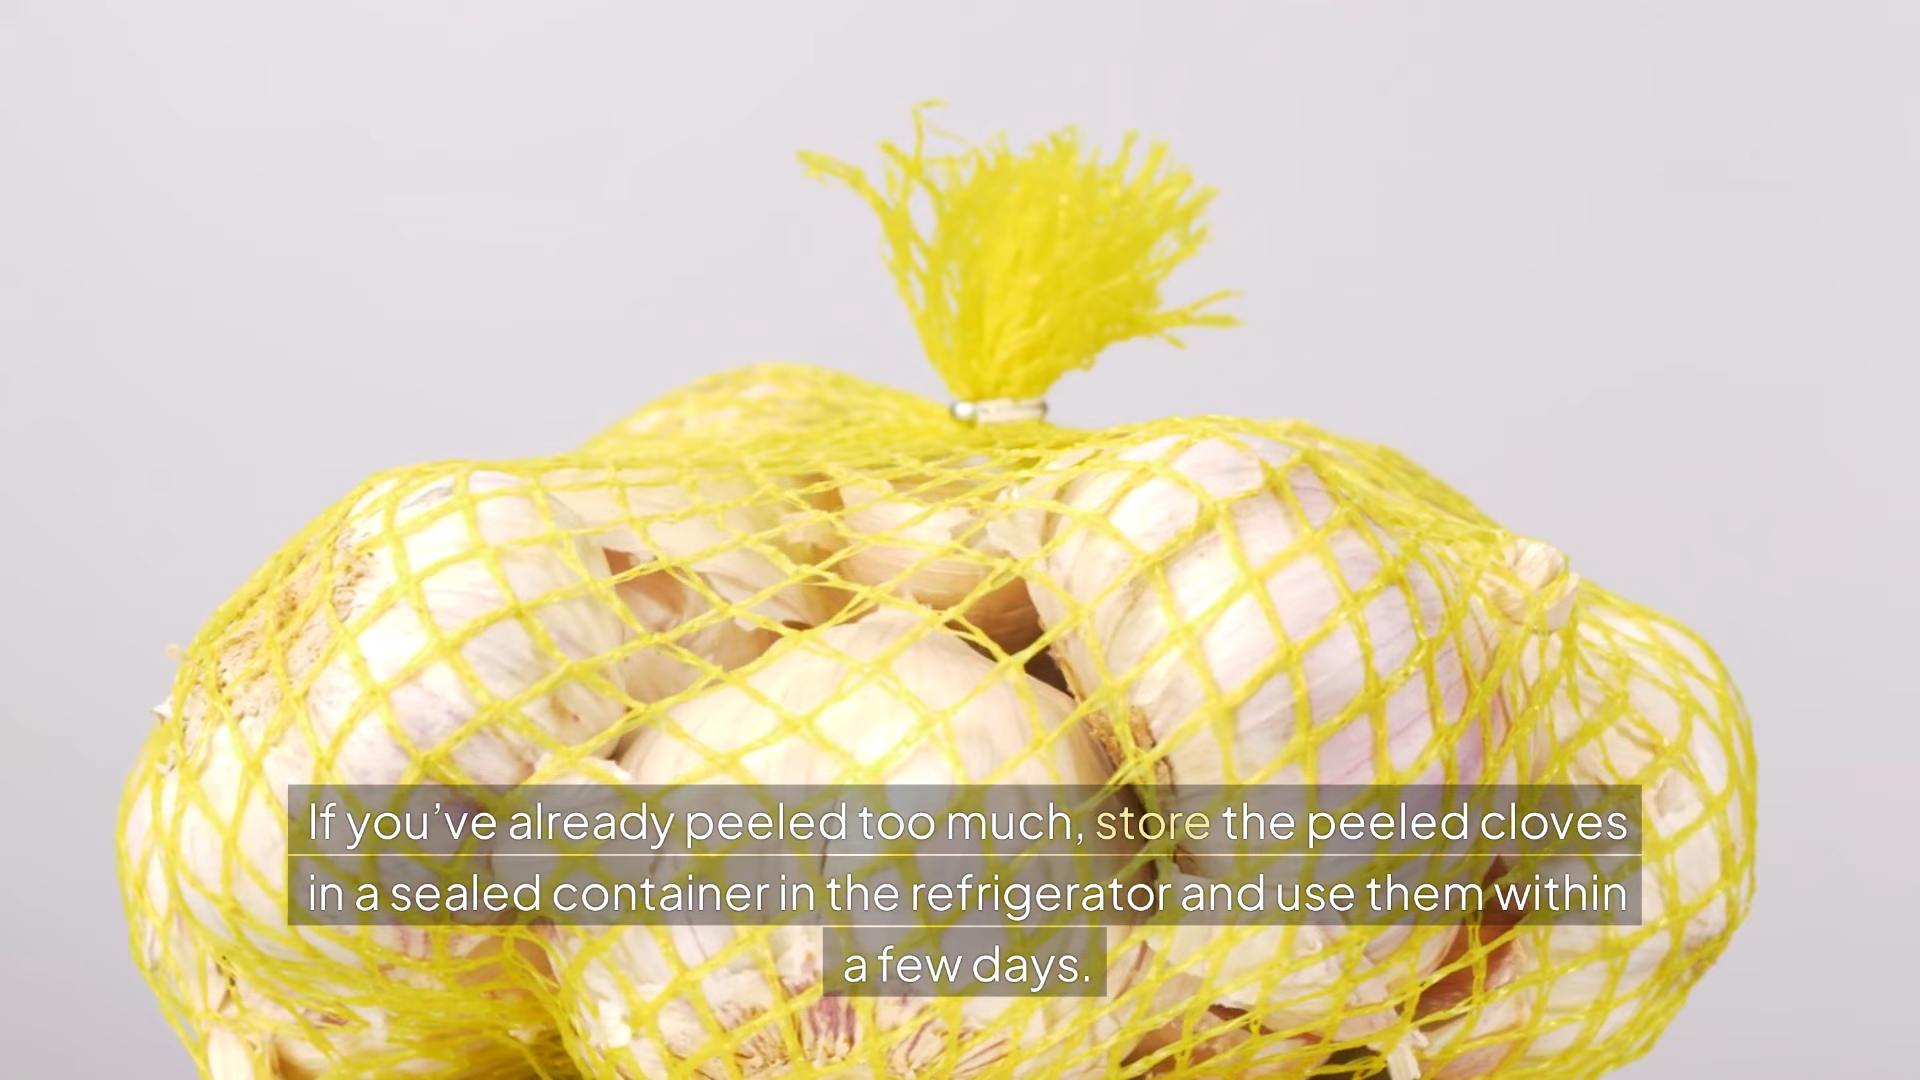 If you’ve already peeled too much, store the peeled cloves
in a sealed container in the refrigerator and use them within
a few days.